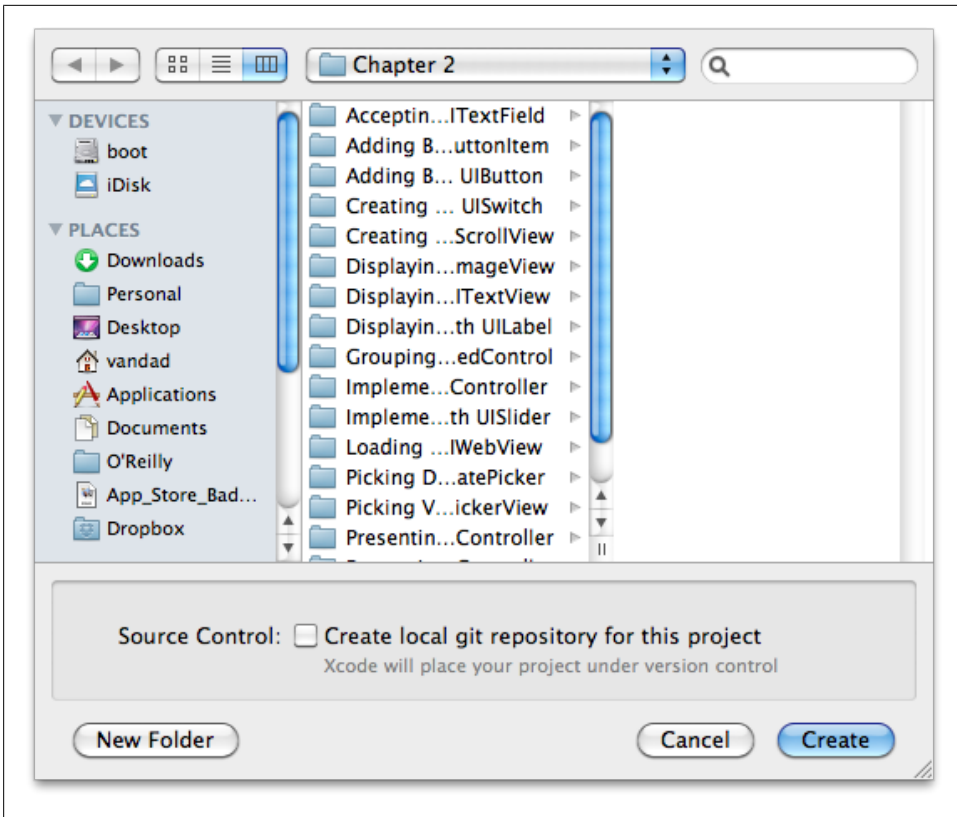 Chapter 2
DEVICES
boot
iDisk
PLACES
Downloads
Personal
Desktop
vandad
Applications
Documents
O'Reilly
App_Store_Bad...
Dropbox
Acceptin...ITextField
Adding B...uttonItem
Adding B... UIButton
Creating ... UISwitch
Creating ...ScrollView
Displayin...mageView
Displayin...ITextView
Displayin...th UILabel
Grouping...edControl
Impleme...Controller
Impleme...th UISlider
Loading ...IWebView
Picking D...atePicker
Picking V...ickerView
Presentin...Controller
Source Control: Create local git repository for this project
Xcode will place your project under version control
New Folder
Cancel
Create